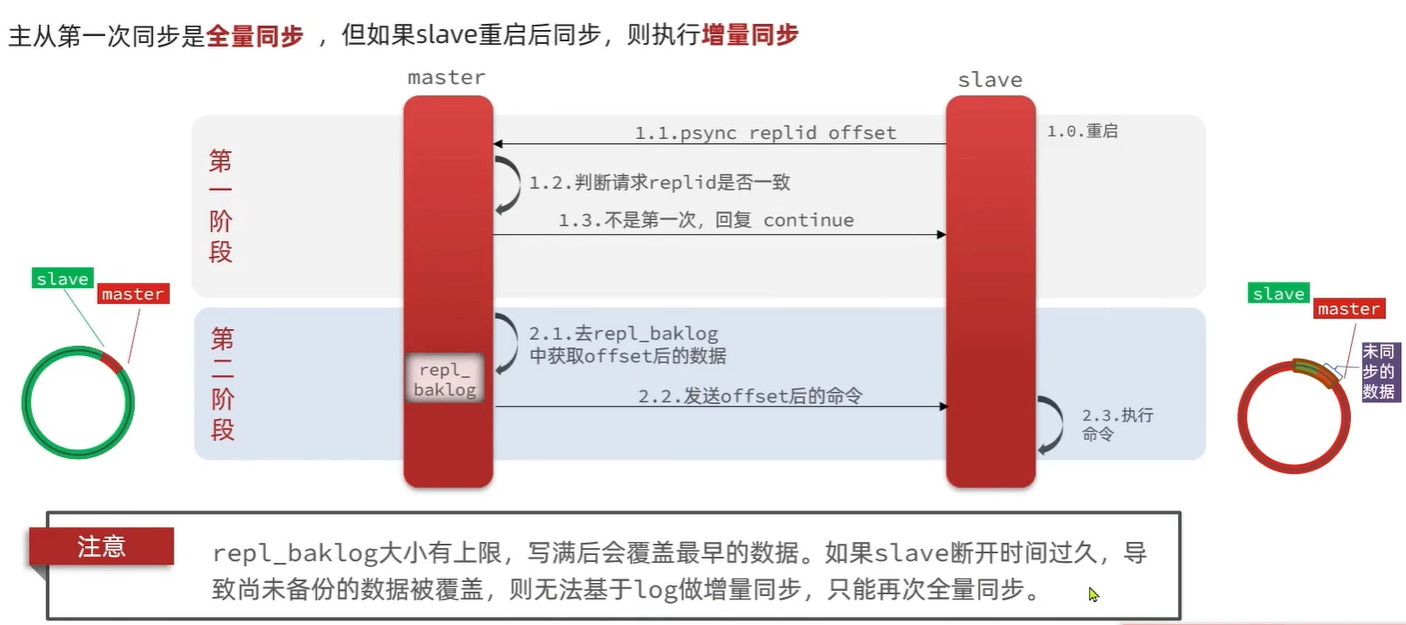 主从第一次同步是全量同步 ，但如果slave重启后同步，则执行增量同步
master
slave
第一阶段
1.0.重启
1.1.psync replid offset
1.2.判断请求replid是否一致
1.3.不是第一次，回复 continue
slave
master
第二阶段
2.1.去repl_baklog
中获取offset后的数据
repl_
baklog
2.2.发送offset后的命令
2.3.执行
命令
slave
master
未同
步的
数据
注意
repl_baklog大小有上限，写满后会覆盖最早的数据。如果slave断开时间过久，导
致尚未备份的数据被覆盖，则无法基于log做增量同步，只能再次全量同步。